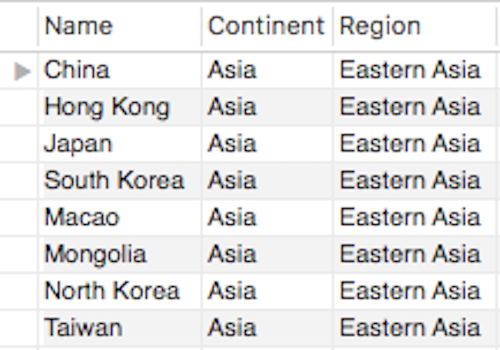 Name Continent Region
China Asia Eastern Asia
Hong Kong Asia Eastern Asia
Japan Asia Eastern Asia
South Korea Asia Eastern Asia
Macao Asia Eastern Asia
Mongolia Asia Eastern Asia
North Korea Asia Eastern Asia
Taiwan Asia Eastern Asia